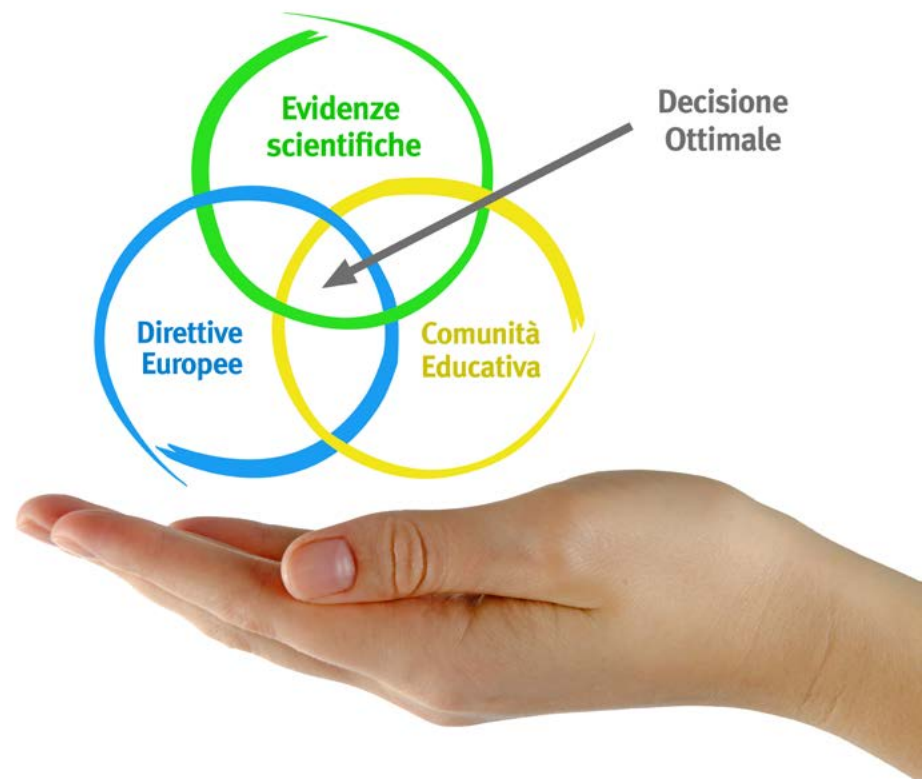 Evidenze
scientifiche
Decisione
Ottimale
Direttive
Europee
Comunità
Educativa